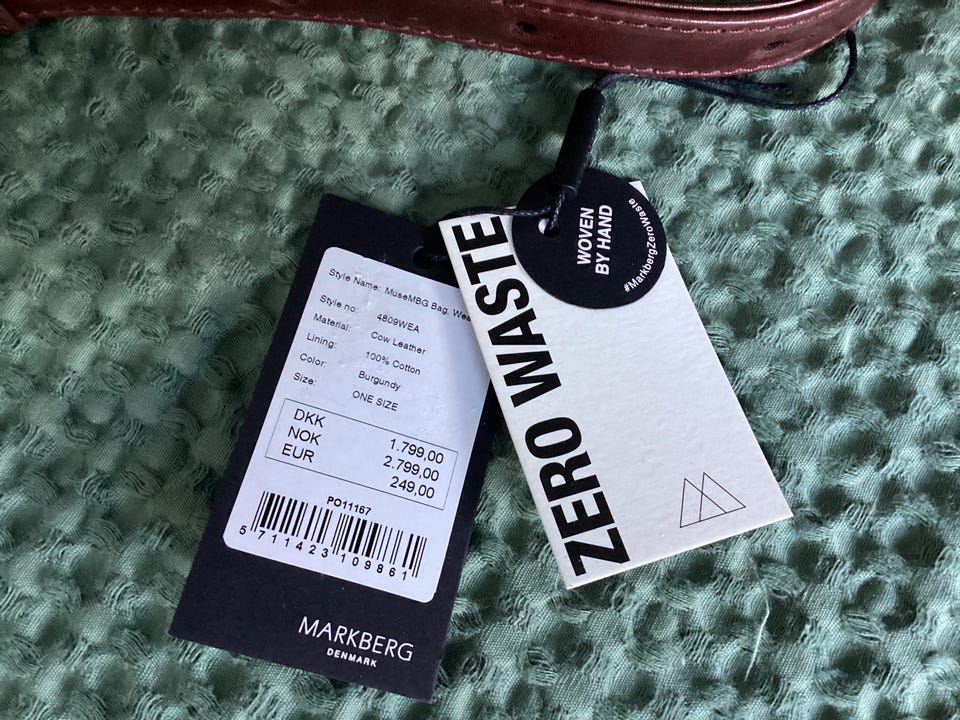 Style Name: MuseMBG Bag,
Style no: 4809WEA
Material: Cow Leather
Lining: 100% Cotton
Color: Burgundy
Size: ONE SIZE
DKK 1.799,00
NOK 2.799,00
EUR 249,00
PO11167
5 711423 109861
MARKBERG
DENMARK
ZERO WASTE
WOVEN
BY HAND
#MarkbergZeroWaste